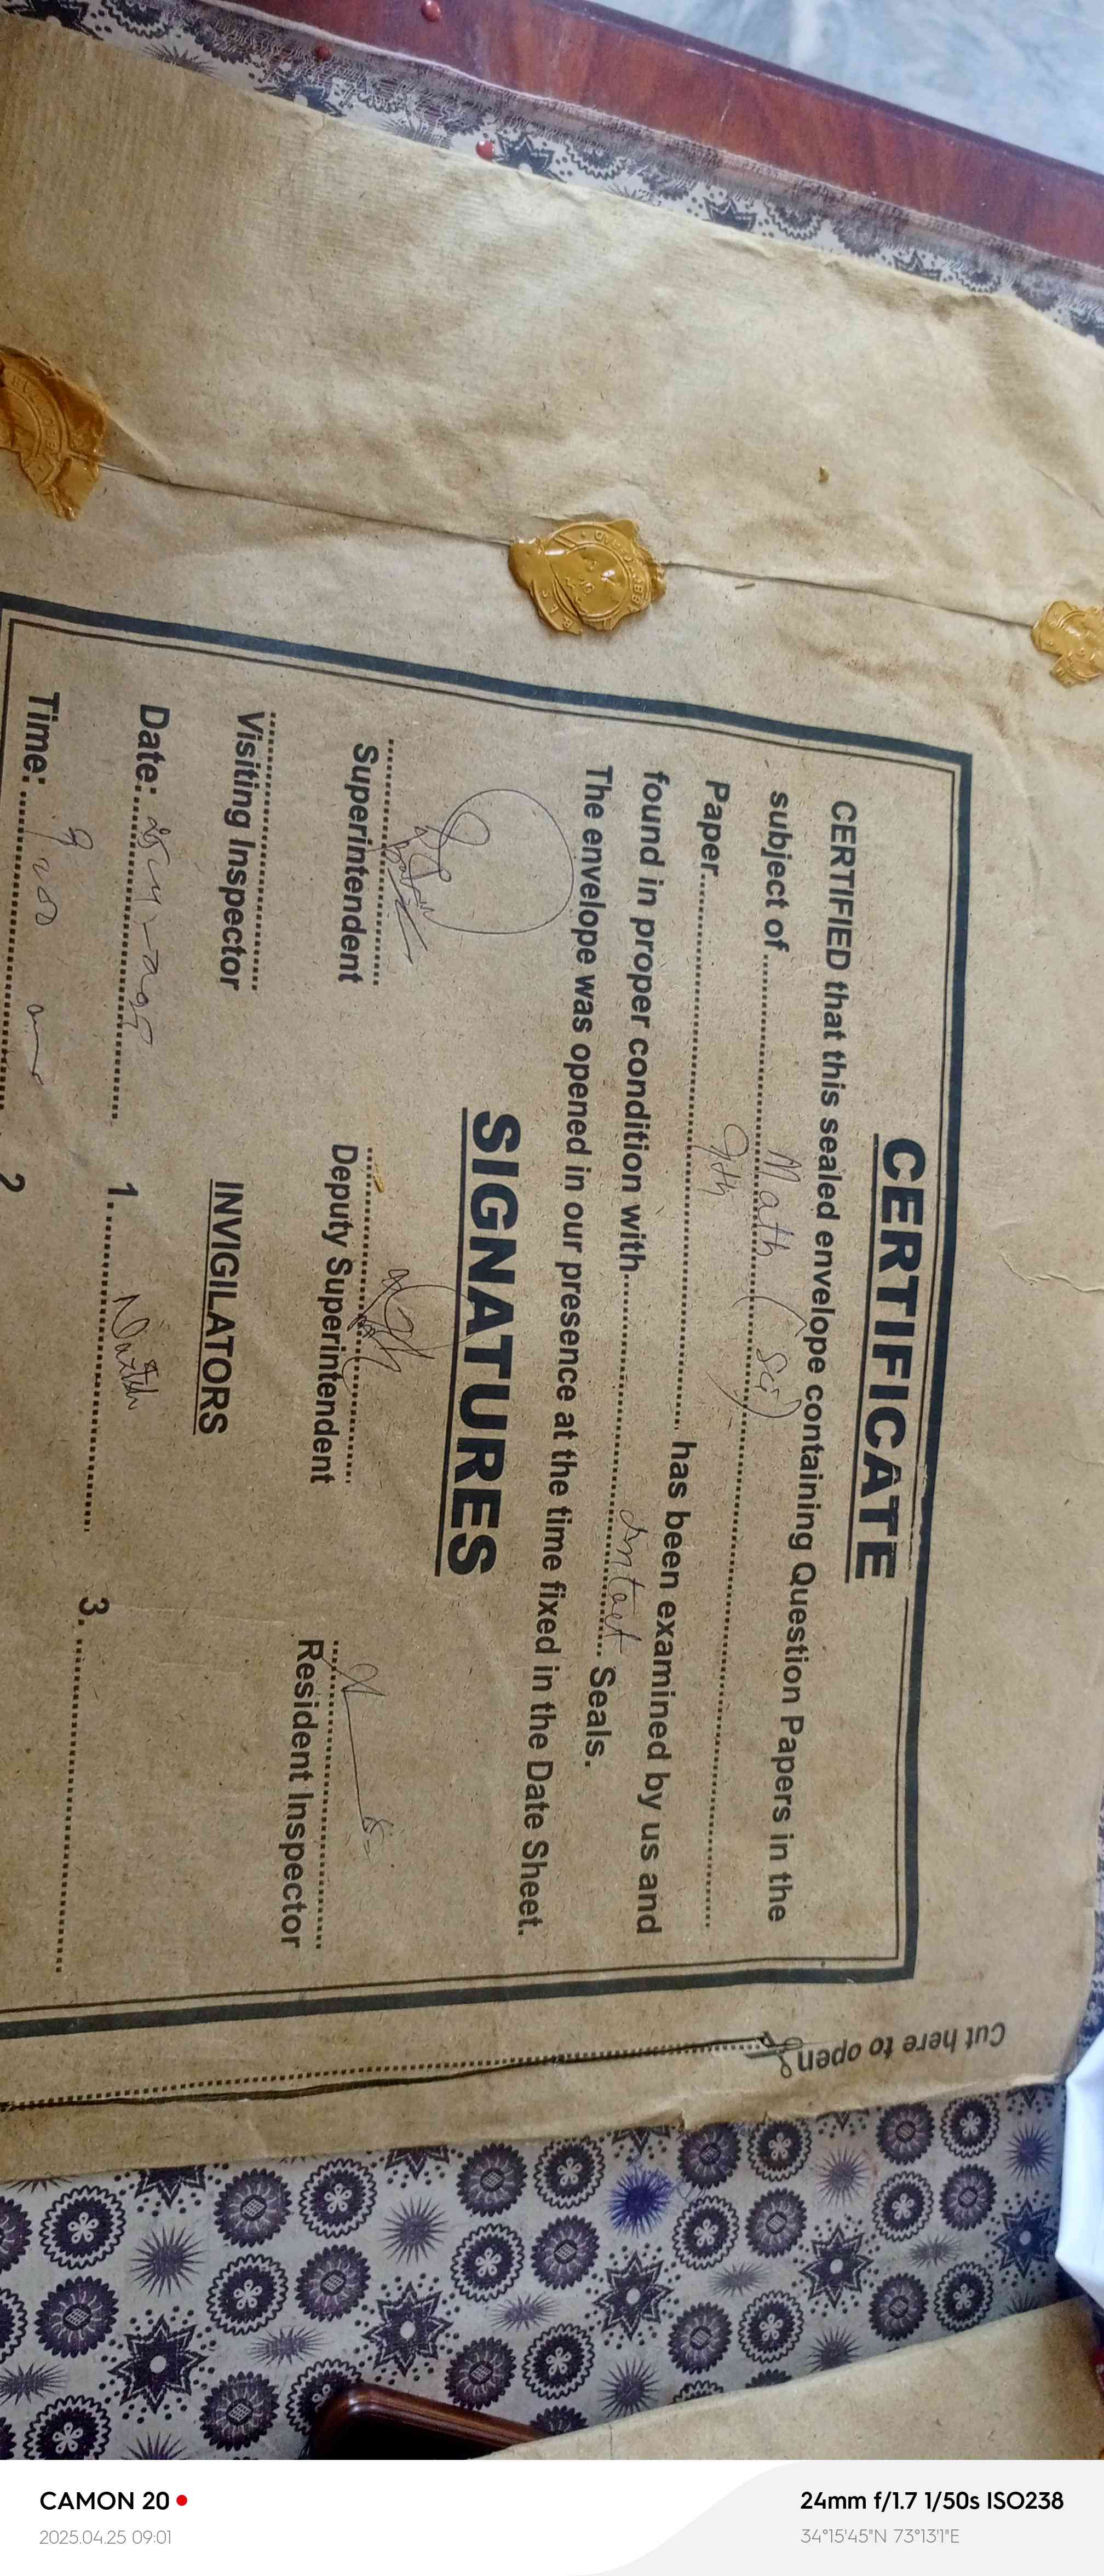 CERTIFICATE
CERTIFIED that this sealed envelope containing Question Papers in the
subject of Math (Sci)
Paper 9th has been examined by us and
found in proper condition with Intact Seals.
The envelope was opened in our presence at the time fixed in the Date Sheet.
SIGNATURES
Superintendent Deputy Superintendent Resident Inspector
Visiting Inspector INVIGILATORS
Date: 1. 3.
Time: 9 am 2
Cut here to open
CAMON 20
2025.04.25 09:01
24mm f/1.7 1/50s ISO238
34°15'45"N 73°13'1"E